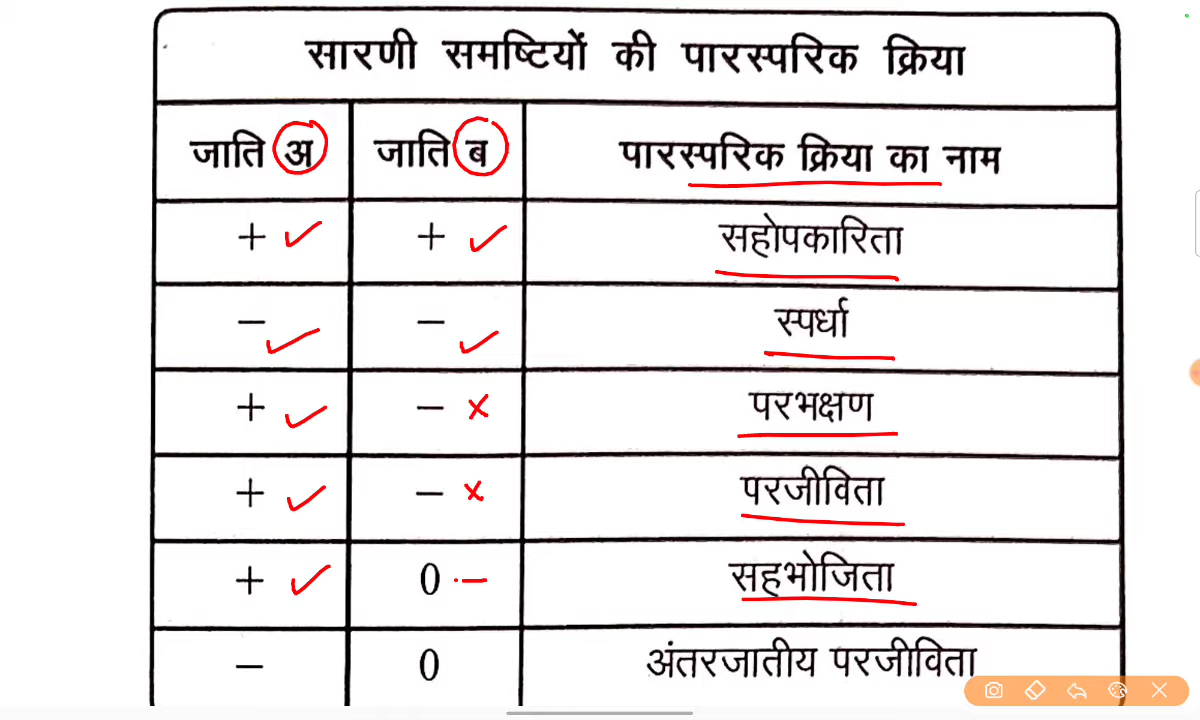 सारणी समष्टियों की पारस्परिक क्रिया
जाति अ जाति ब पारस्परिक क्रिया का नाम
+ + सहोपकारिता
− − स्पर्धा
+ − परभक्षण
+ − परजीविता
+ 0 सहभोजिता
− 0 अंतरजातीय परजीविता